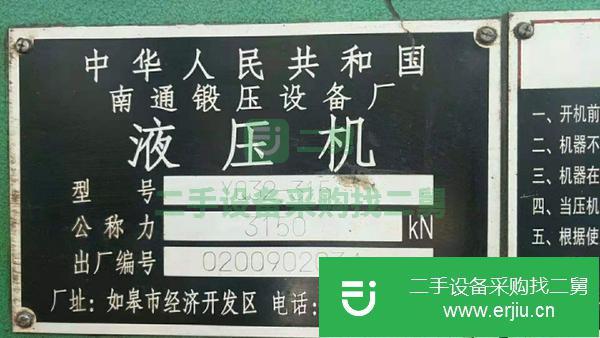 中华人民共和国
南通锻压设备厂
液压机
型号 YQ32-315
公称力 3150 kN
出厂编号
厂址：如皋市经济开发区 电话：
一、开机前
二、机器不
三、机器在
四、当压机
五、根据使
二手设备采购找二舅
二手设备采购找二舅
www.erjiu.cn